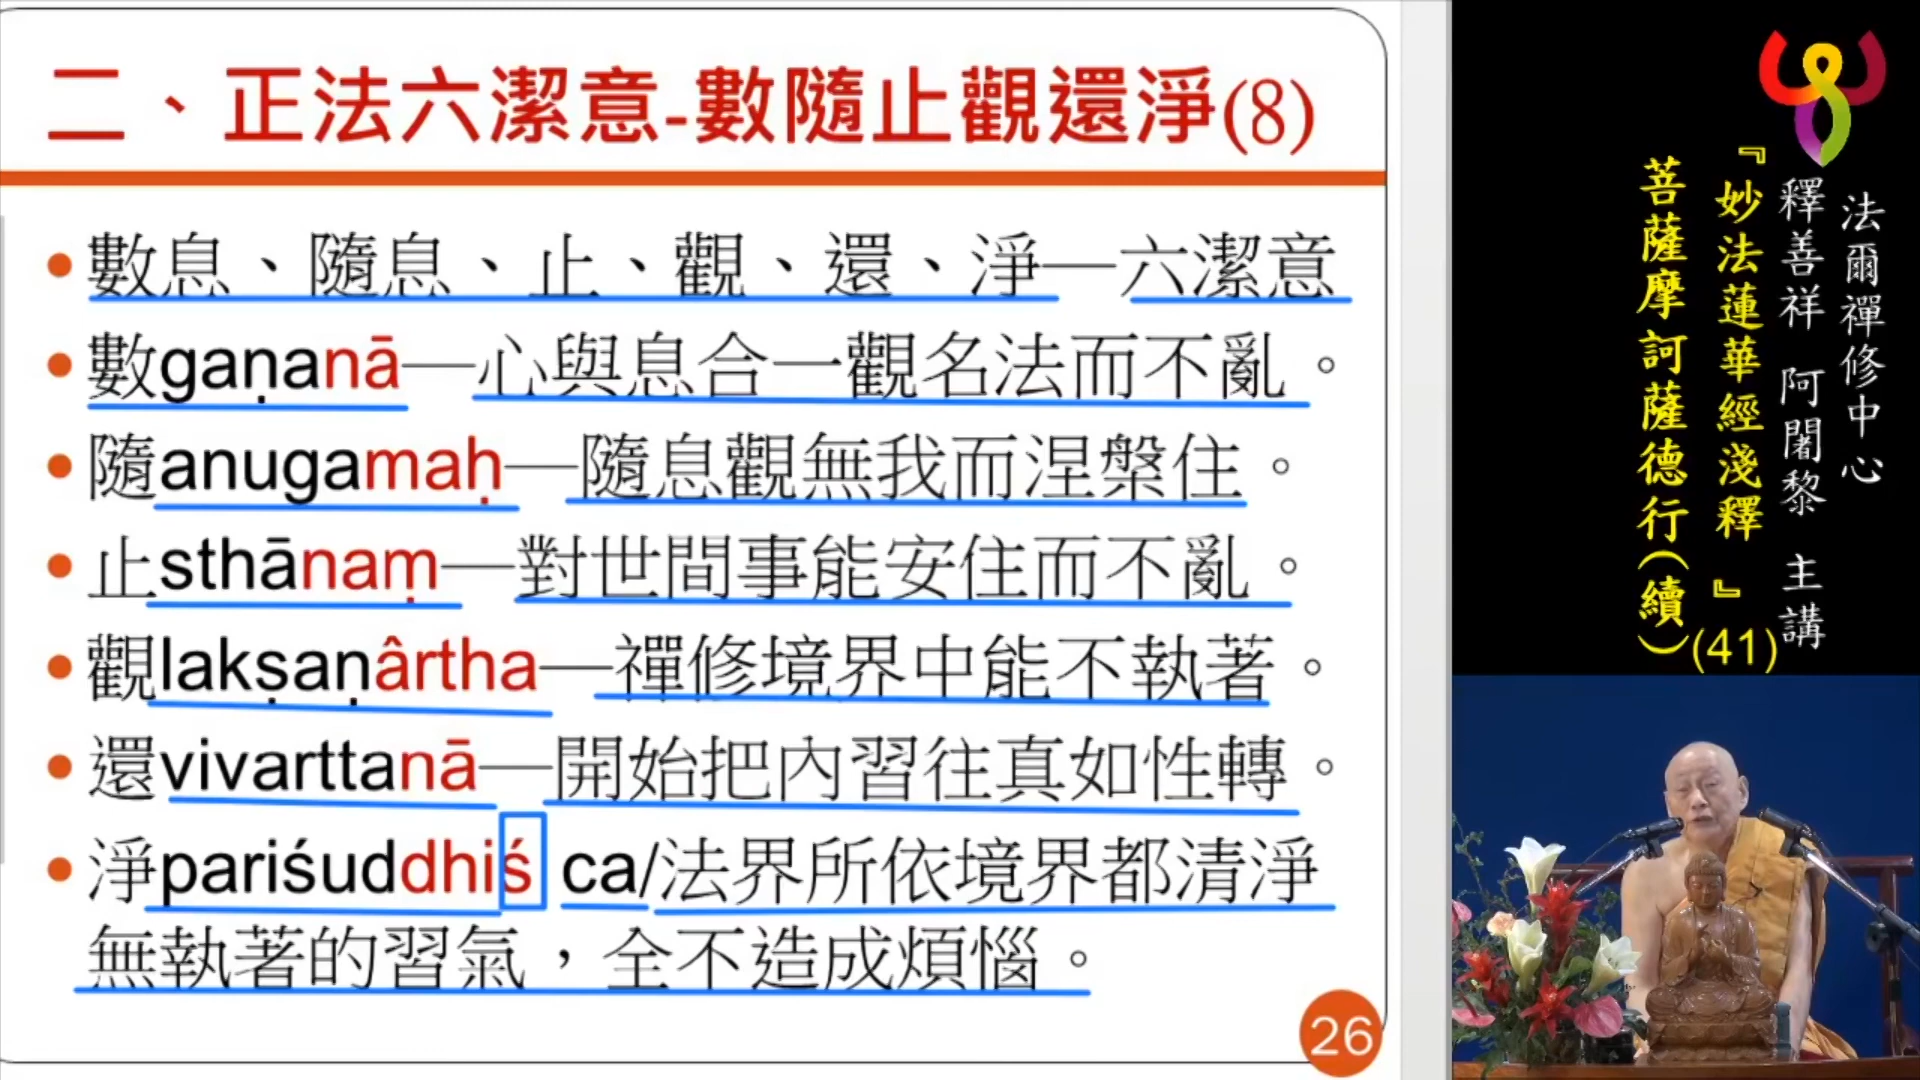 二、正法六潔意-數隨止觀還淨(8)
• 數息、隨息、止、觀、還、淨—六潔意
• 數gaṇanā—心與息合一觀名法而不亂。
• 隨anugamaḥ—隨息觀無我而涅槃住。
• 止sthānaṃ—對世間事能安住而不亂。
• 觀lakṣaṇârtha—禪修境界中能不執著。
• 還vivarttanā—開始把內習往真如性轉。
• 淨pariśuddhiś ca/法界所依境界都清淨
無執著的習氣，全不造成煩惱。
26
法爾禪修中心
釋善祥 阿闍黎 主講
『妙法蓮華經淺釋』
菩薩摩訶薩德行(續)
(41)